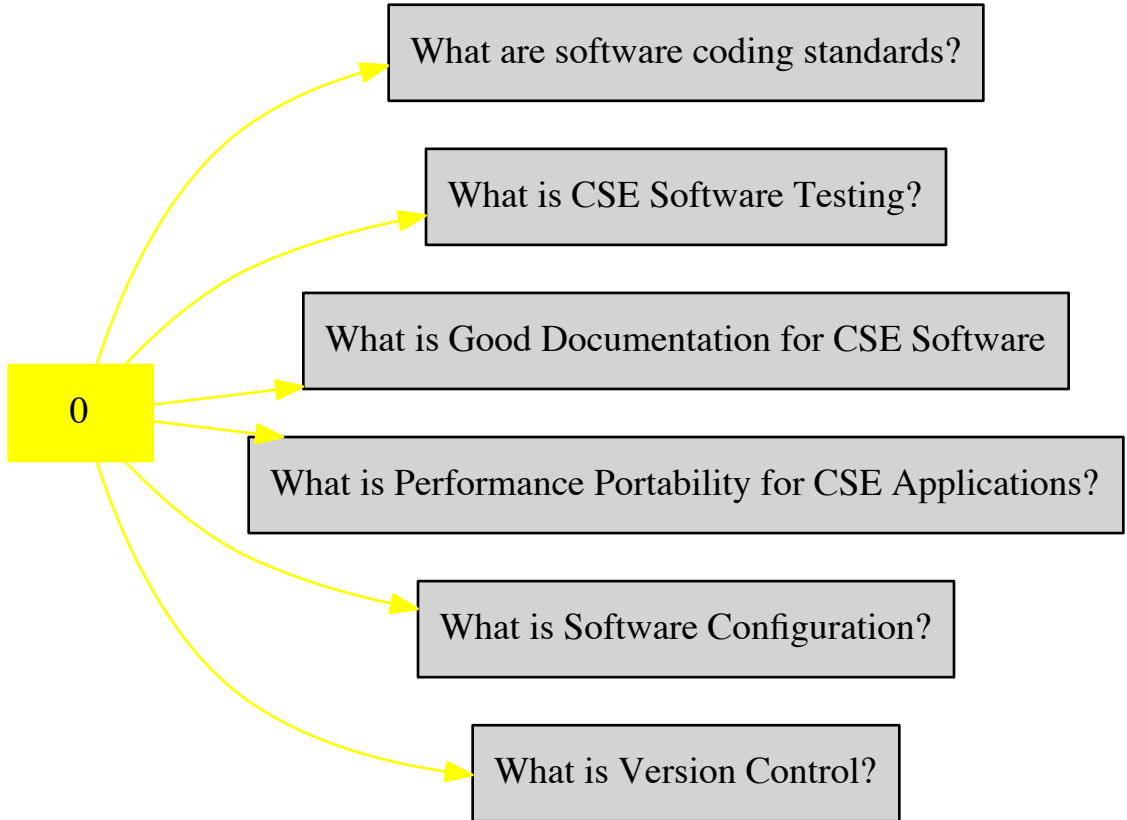 What are software coding standards?
What is CSE Software Testing?
What is Good Documentation for CSE Software
0
What is Performance Portability for CSE Applications?
What is Software Configuration?
What is Version Control?